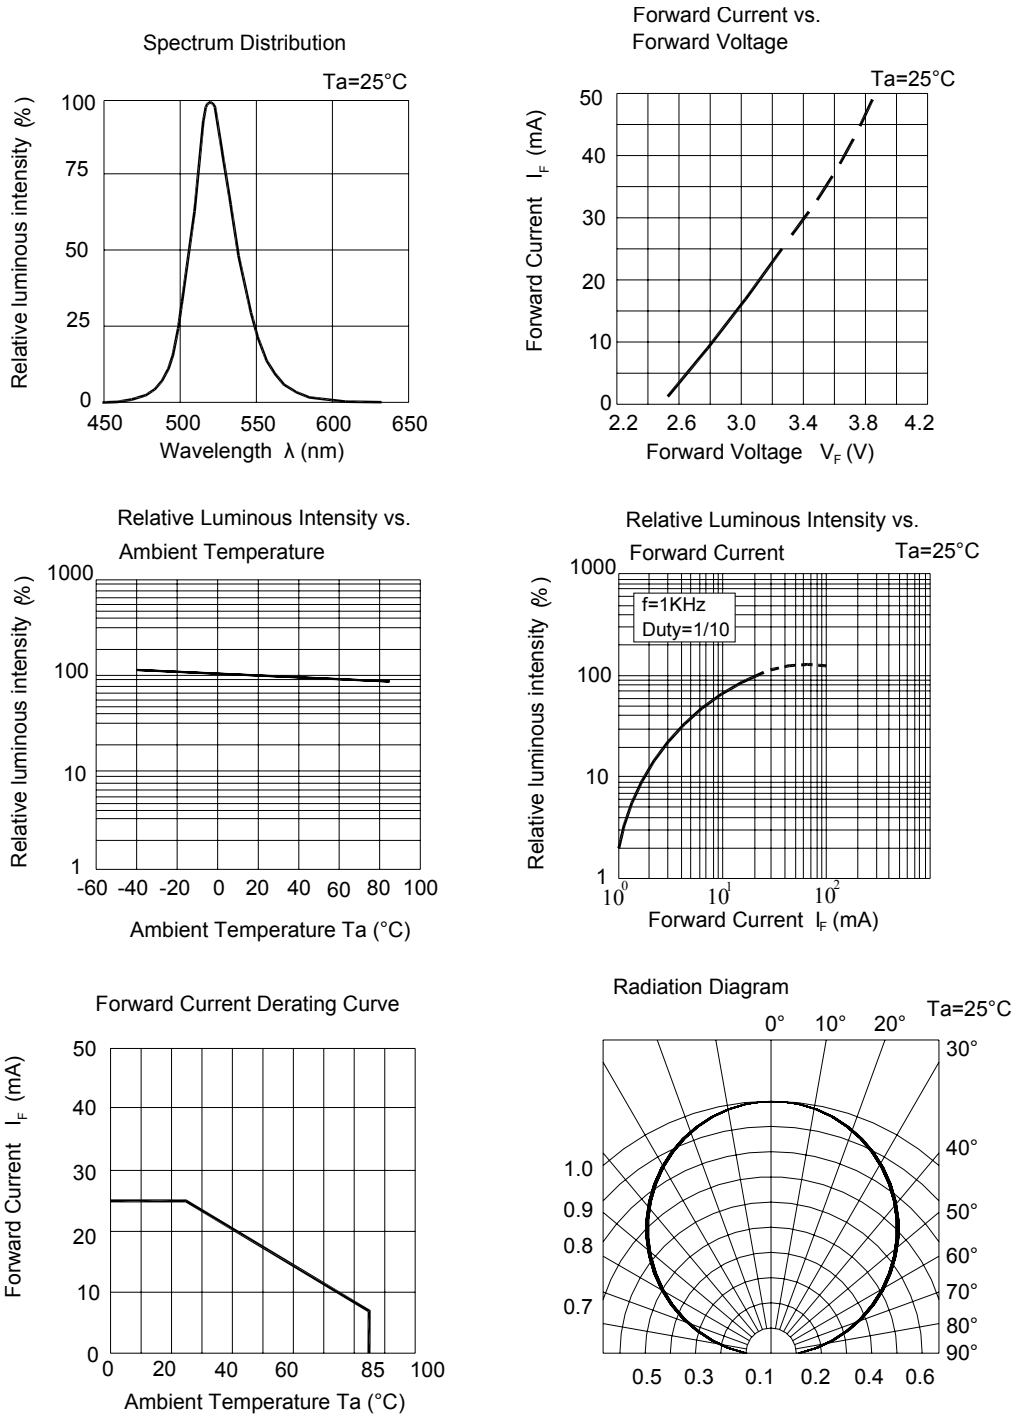 Spectrum Distribution
Ta=25°C
Relative luminous intensity (%)
100
75
50
25
0
450 500 550 600 650
Wavelength λ (nm)
Forward Current vs.
Forward Voltage
Ta=25°C
Forward Current I_F (mA)
50
40
30
20
10
0
2.2 2.6 3.0 3.4 3.8 4.2
Forward Voltage V_F (V)
Relative Luminous Intensity vs.
Ambient Temperature
Relative luminous intensity (%)
1000
100
10
1
-60 -40 -20 0 20 40 60 80 100
Ambient Temperature Ta (°C)
Relative Luminous Intensity vs.
Forward Current
Ta=25°C
Relative luminous intensity (%)
1000
100
10
1
f=1KHz
Duty=1/10
10⁰ 10¹ 10²
Forward Current I_F (mA)
Forward Current Derating Curve
Forward Current I_F (mA)
50
40
30
20
10
0
0 20 40 60 85 100
Ambient Temperature Ta (°C)
Radiation Diagram
Ta=25°C
0° 10° 20°
30°
40°
50°
60°
70°
80°
90°
1.0
0.9
0.8
0.7
0.5 0.3 0.1 0.2 0.4 0.6